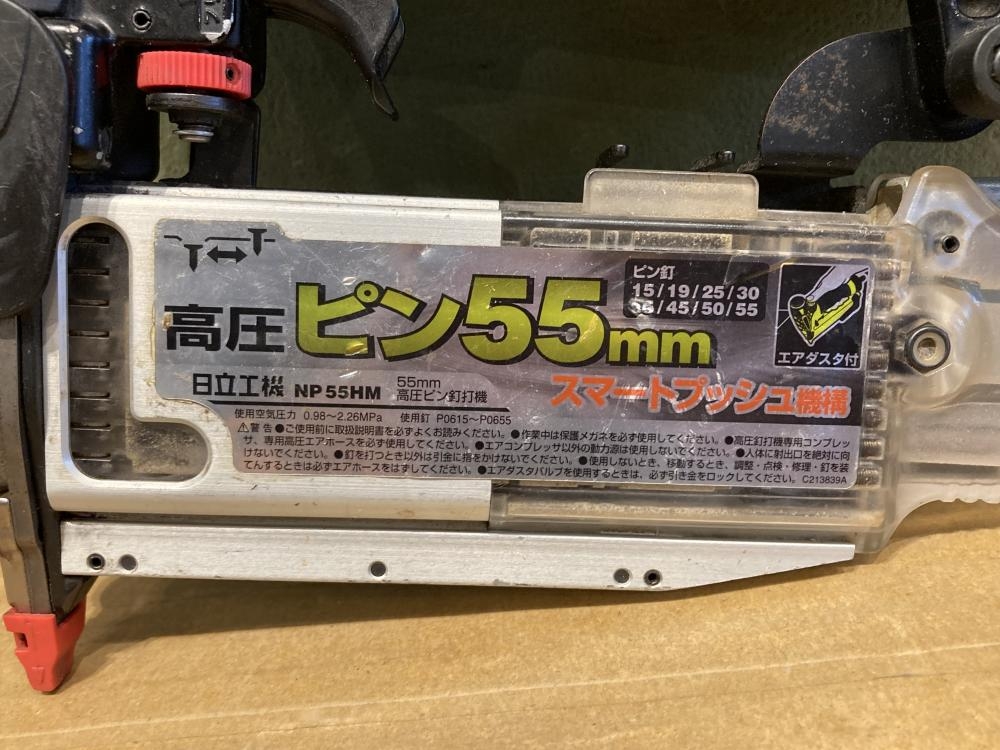 高圧 ピン55mm
ピン釘
15/19/25/30
35/45/50/55
エアダスタ付
日立工機 NP55HM 55mm
高圧ピン釘打機
スマートプッシュ機構
使用空気圧力 0.98〜2.26MPa 使用釘 P0615〜P0655
⚠警告 ●ご使用前に取扱説明書を必ずよくお読みください。●作業中は保護メガネを必ず使用してください。●高圧釘打機専用コンプレッ
サ、専用高圧エアホースを必ず使用してください。●エアコンプレッサ以外の動力源は使用しないでください。●人体に射出口を絶対に向
けないでください。●釘を打つとき以外は引金に指をかけないでください。●使用しないとき、移動するとき、調整・点検・修理・釘を装
てんするときは必ずエアホースをはずしてください。●エアダスタバルブを使用するときは、必ず引き金をロックしてください。C213839A